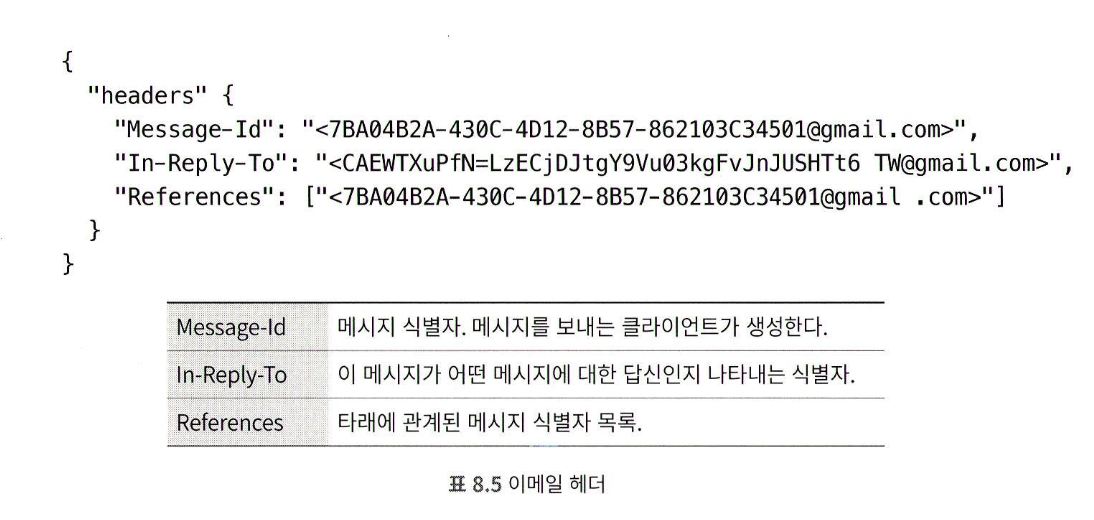 {
"headers" {
"Message-Id": "<7BA04B2A-430C-4D12-8B57-862103C34501@gmail.com>",
"In-Reply-To": "<CAEWTXuPfN=LzECjDJtgY9Vu03kgFvJnJUSHTt6 TW@gmail.com>",
"References": ["<7BA04B2A-430C-4D12-8B57-862103C34501@gmail .com>"]
}
}
Message-Id 메시지 식별자. 메시지를 보내는 클라이언트가 생성한다.
In-Reply-To 이 메시지가 어떤 메시지에 대한 답신인지 나타내는 식별자.
References 타래에 관계된 메시지 식별자 목록.
표 8.5 이메일 헤더